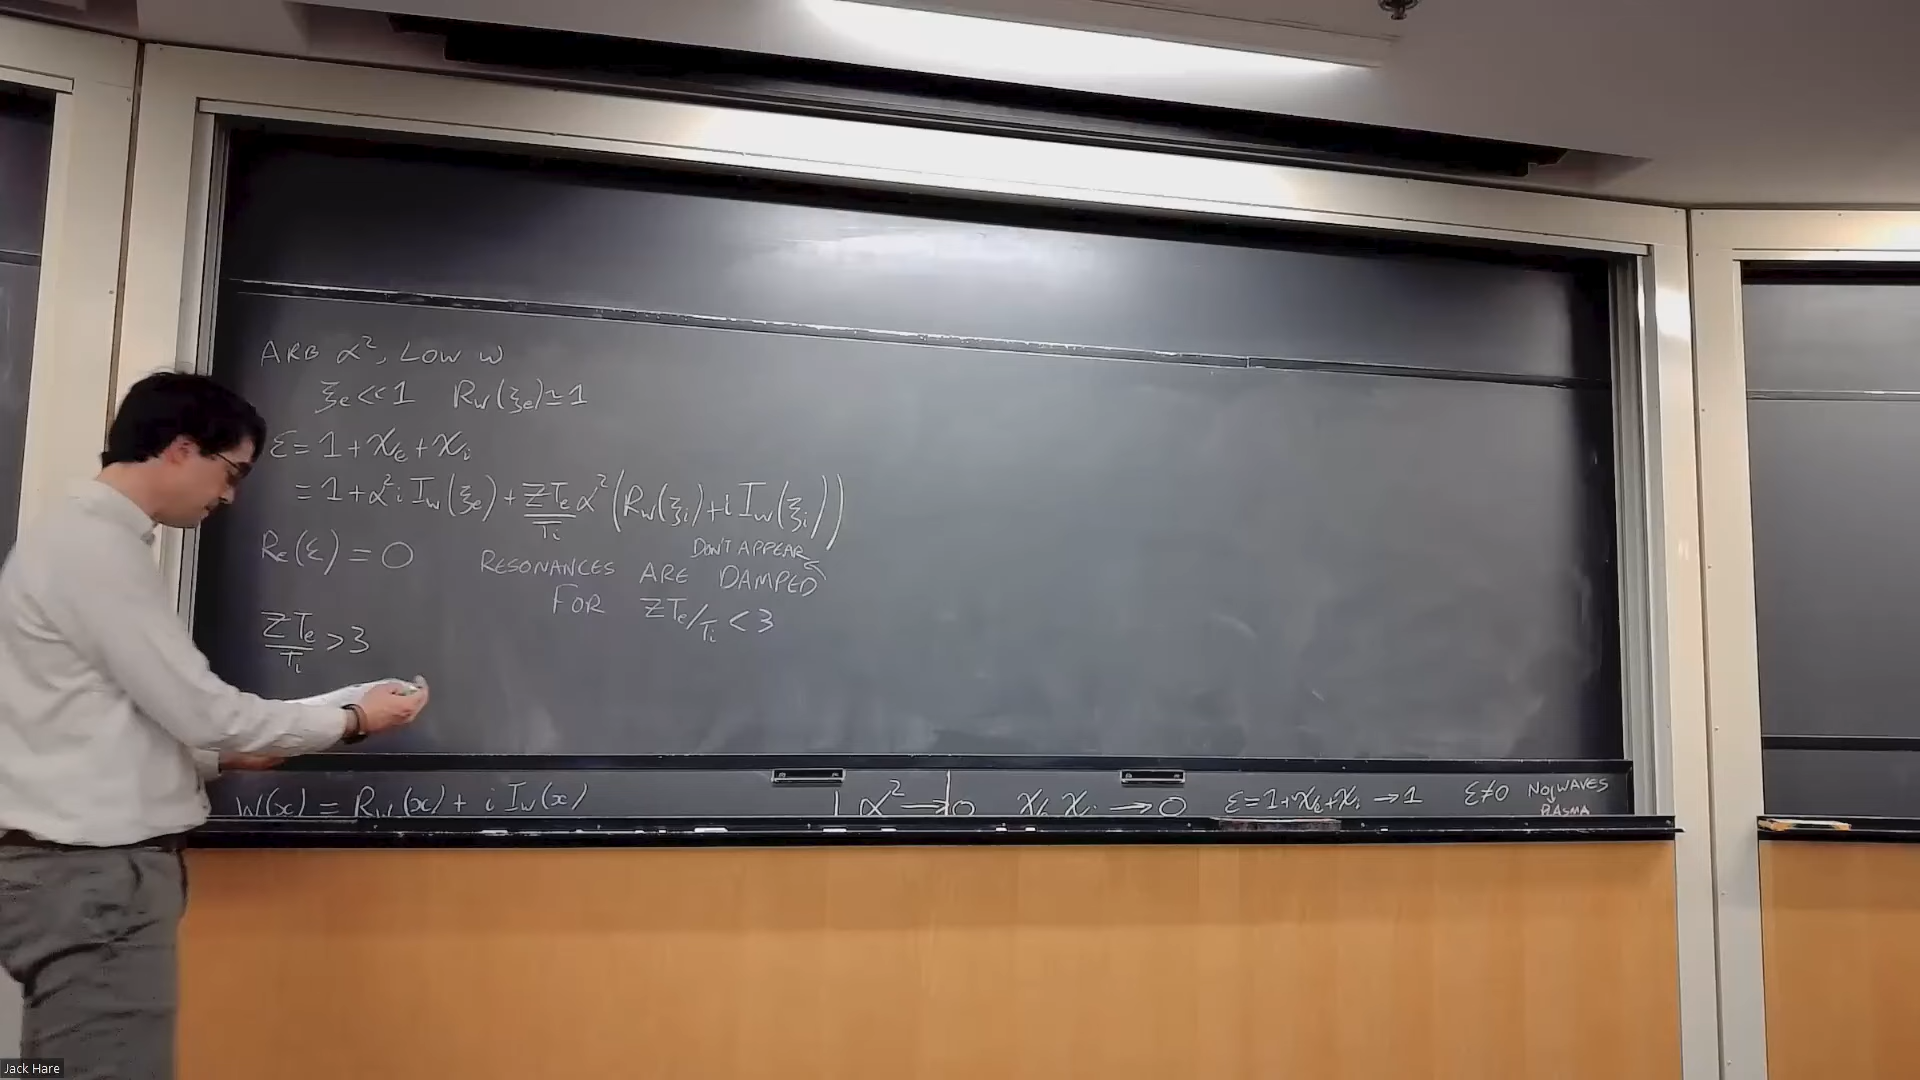 ARB α², LOW ω
ξe<<1 Rw(ξe)≃1
ε=1+χe+χi
=1+α²i Iw(ξe)+ZTe/Ti α²(Rw(ξi)+i Iw(ξi))
Re(ε)=0
DON'T APPEAR
RESONANCES ARE DAMPED
FOR ZTe/Ti <3
ZTe/Ti >3
W(x) = Rw(x) + i Iw(x)
α²→0 χe χi →0 ε=1+χe+χi →1 ε≠0 NO WAVES
PLASMA
Jack Hare